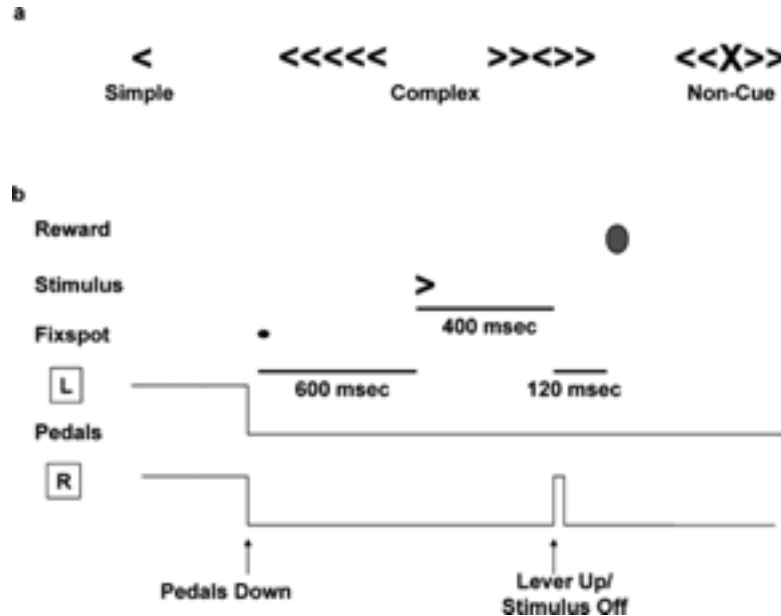 a
< <<<<< >><>> <<X>>
Simple Complex Non-Cue
b
Reward
Stimulus >
400 msec
Fixspot
L 600 msec 120 msec
Pedals
R
Pedals Down Lever Up/
Stimulus Off